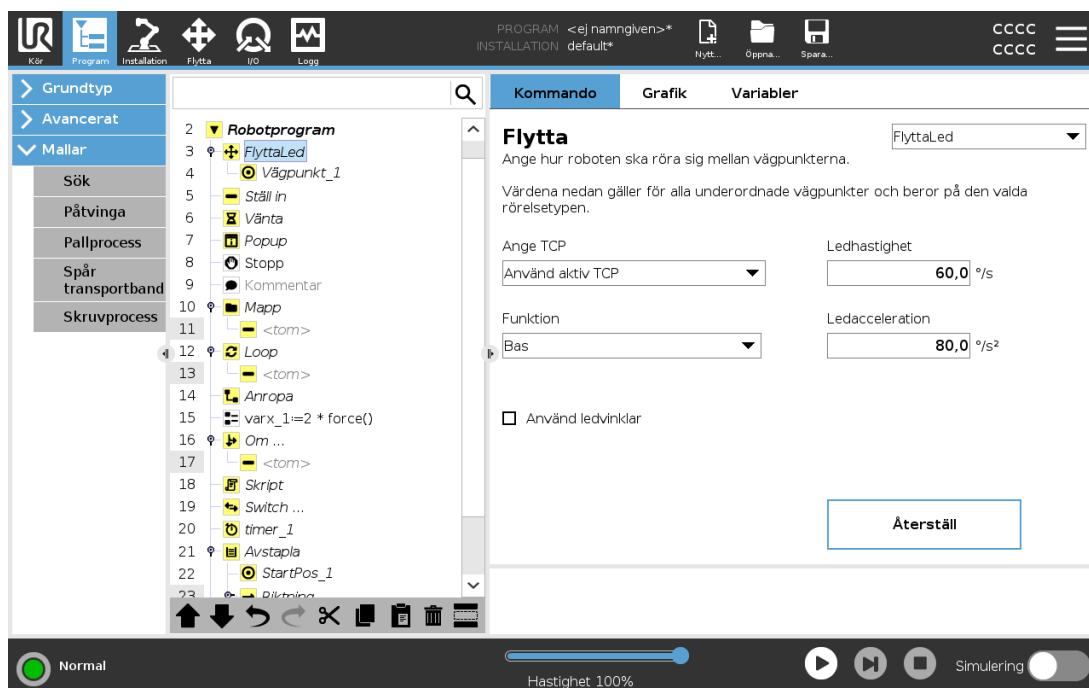 UR
Kör
Program
Installation
Flytta
I/O
Logg
PROGRAM <ej namngiven>*
INSTALLATION default*
Nytt...
Öppna...
Spara...
CCCC
CCCC
Grundtyp
Avancerat
Mallar
Sök
Påtvinga
Pallprocess
Spår
transportband
Skruvprocess
2 Robotprogram
3 FlyttaLed
4 Vägpunkt_1
5 Ställ in
6 Vänta
7 Popup
8 Stopp
9 Kommentar
10 Mapp
11 <tom>
12 Loop
13 <tom>
14 Anropa
15 varx_1:=2 * force()
16 Om ...
17 <tom>
18 Skript
19 Switch ...
20 timer_1
21 Avstapla
22 StartPos_1
23 Riktning
Kommando Grafik Variabler
Flytta
FlyttaLed
Ange hur roboten ska röra sig mellan vägpunkterna.
Värdena nedan gäller för alla underordnade vägpunkter och beror på den valda
rörelsetypen.
Ange TCP
Använd aktiv TCP
Ledhastighet
60,0 °/s
Funktion
Bas
Ledacceleration
80,0 °/s²
Använd ledvinklar
Återställ
Normal
Hastighet 100%
Simulering